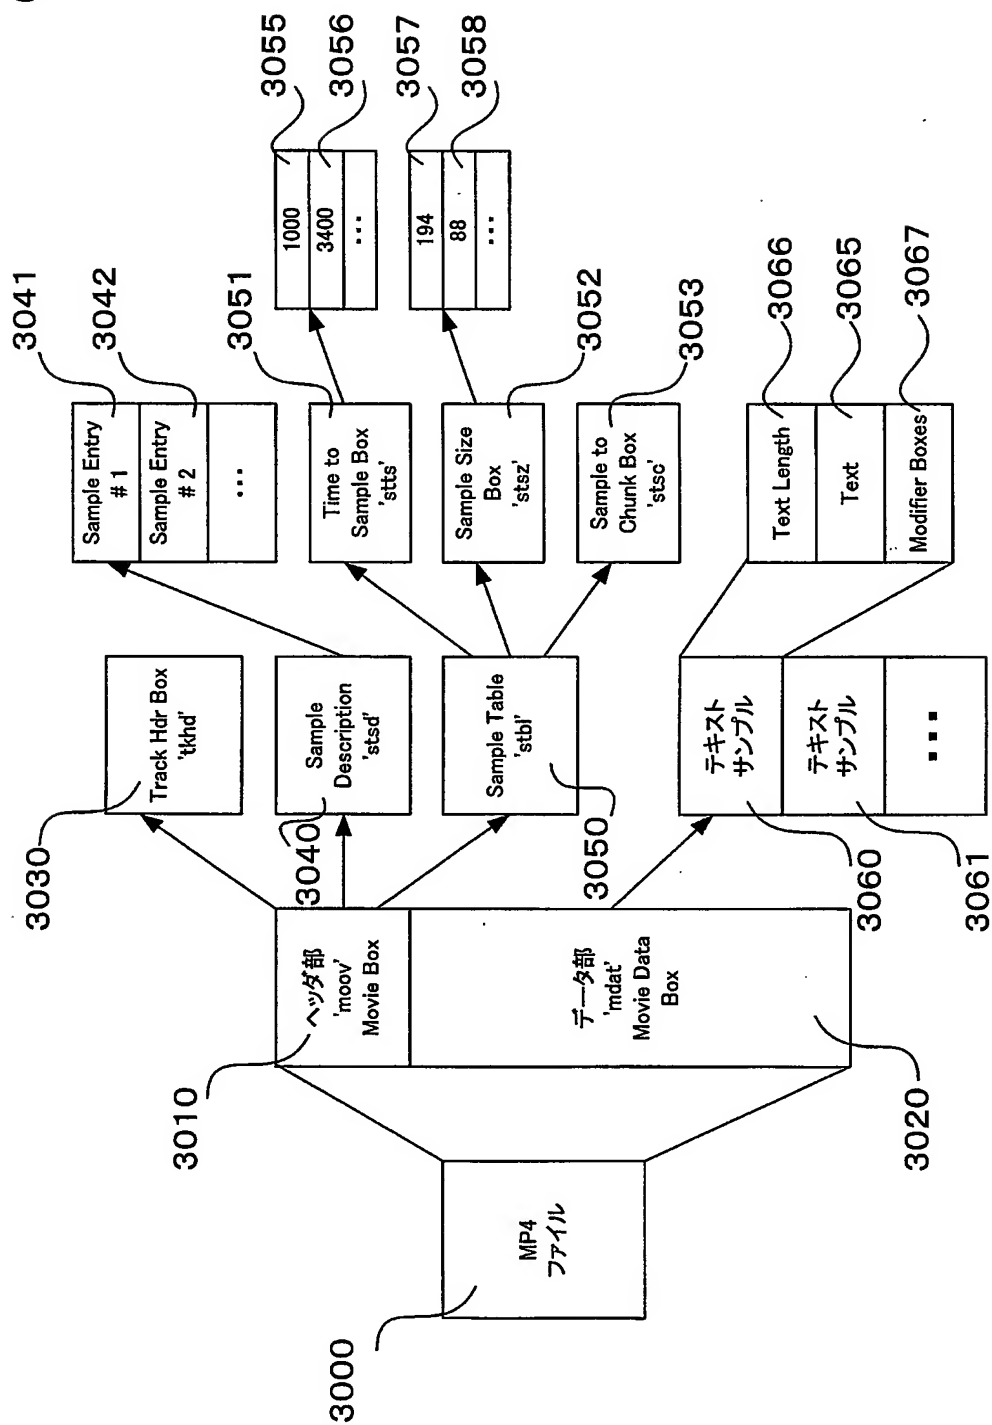 3000
MP4
ファイル
3010
ヘッダ部
'moov'
Movie Box
データ部
'mdat'
Movie Data
Box
3020
3030
Track Hdr Box
'tkhd'
3040
Sample
Description
'stsd'
Sample Table
'stbl'
3050
テキスト
サンプル
3060
テキスト
サンプル
3061
...
3041
Sample Entry
# 1
3042
Sample Entry
# 2
...
3051
Time to
Sample Box
'stts'
Sample Size
Box
'stsz'
3052
Sample to
Chunk Box
'stsc'
3053
Text Length
3066
Text
3065
Modifier Boxes
3067
1000
3055
3400
3056
...
194
3057
88
3058
...